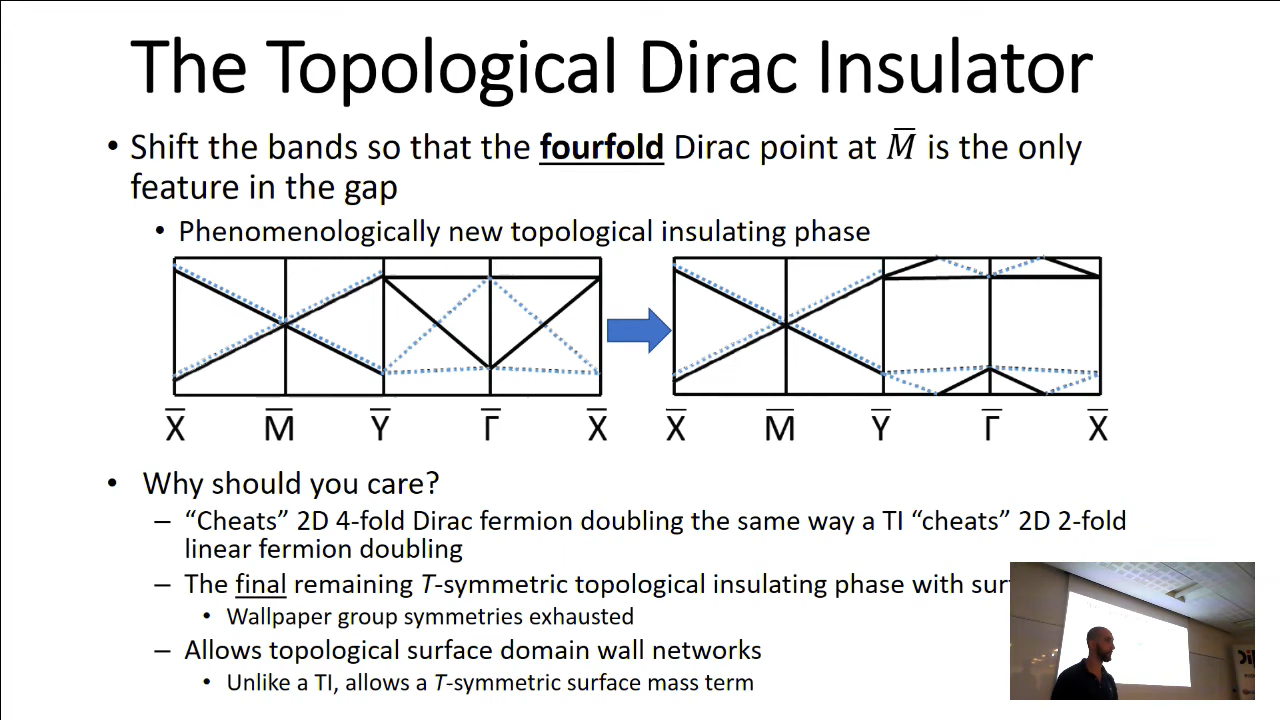 The Topological Dirac Insulator
• Shift the bands so that the fourfold Dirac point at M̅ is the only
feature in the gap
• Phenomenologically new topological insulating phase
X̅ M̅ Y̅ Γ̅ X̅ X̅ M̅ Y̅ Γ̅ X̅
• Why should you care?
– “Cheats” 2D 4-fold Dirac fermion doubling the same way a TI “cheats” 2D 2-fold
linear fermion doubling
– The final remaining T-symmetric topological insulating phase with
• Wallpaper group symmetries exhausted
– Allows topological surface domain wall networks
• Unlike a TI, allows a T-symmetric surface mass term